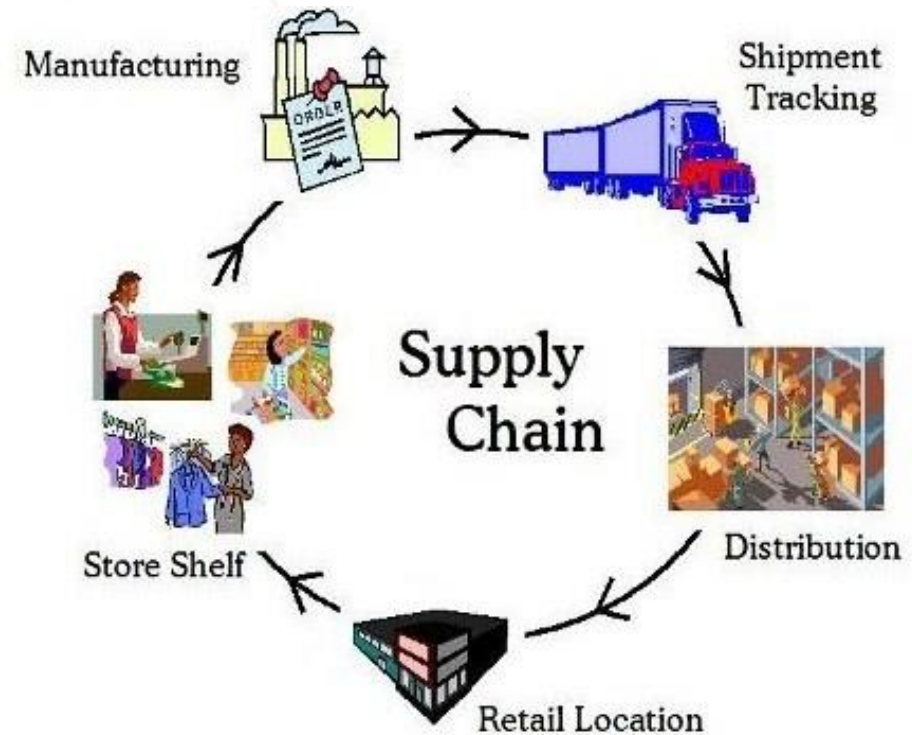 Manufacturing
ORDER
Shipment
Tracking
Supply
Chain
Distribution
Store Shelf
Retail Location